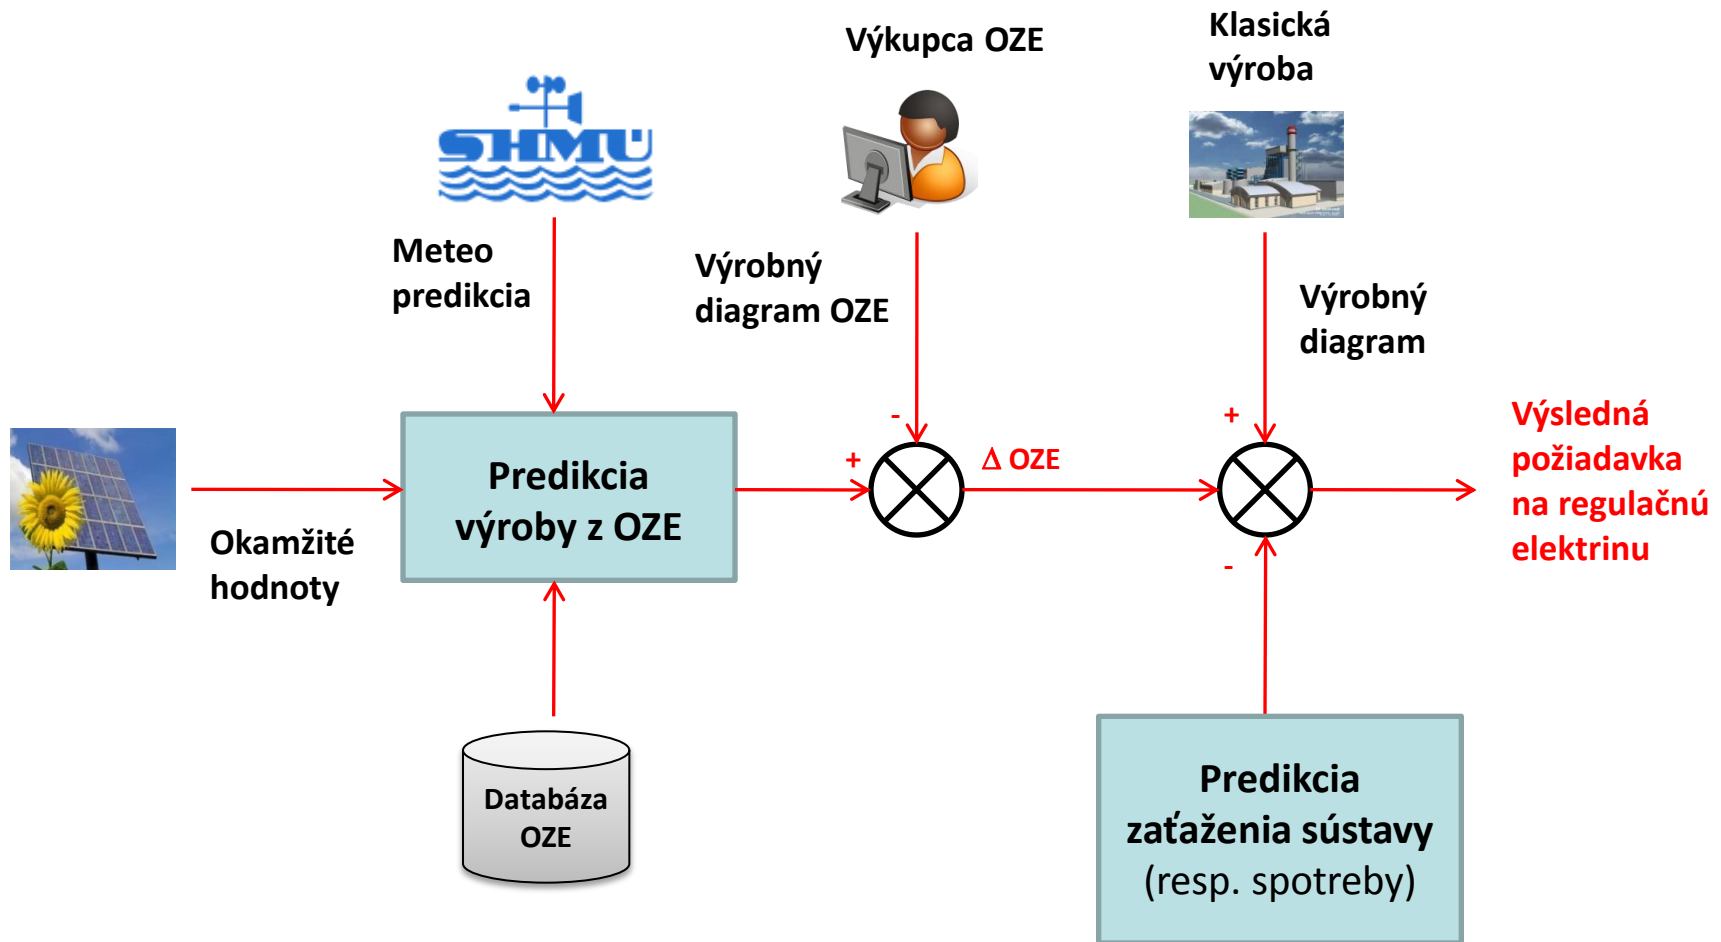 Výkupca OZE
Klasická
výroba
SHMÚ
Meteo
predikcia
Výrobný
diagram OZE
Výrobný
diagram
Okamžité
hodnoty
Predikcia
výroby z OZE
-
+
Δ OZE
+
-
Výsledná
požiadavka
na regulačnú
elektrinu
Databáza
OZE
Predikcia
zaťaženia sústavy
(resp. spotreby)